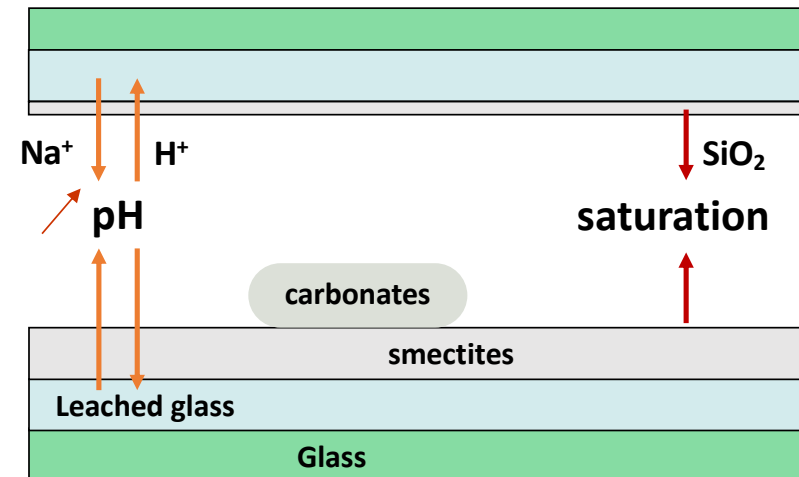 Na⁺ H⁺ SiO₂
pH saturation
carbonates
smectites
Leached glass
Glass